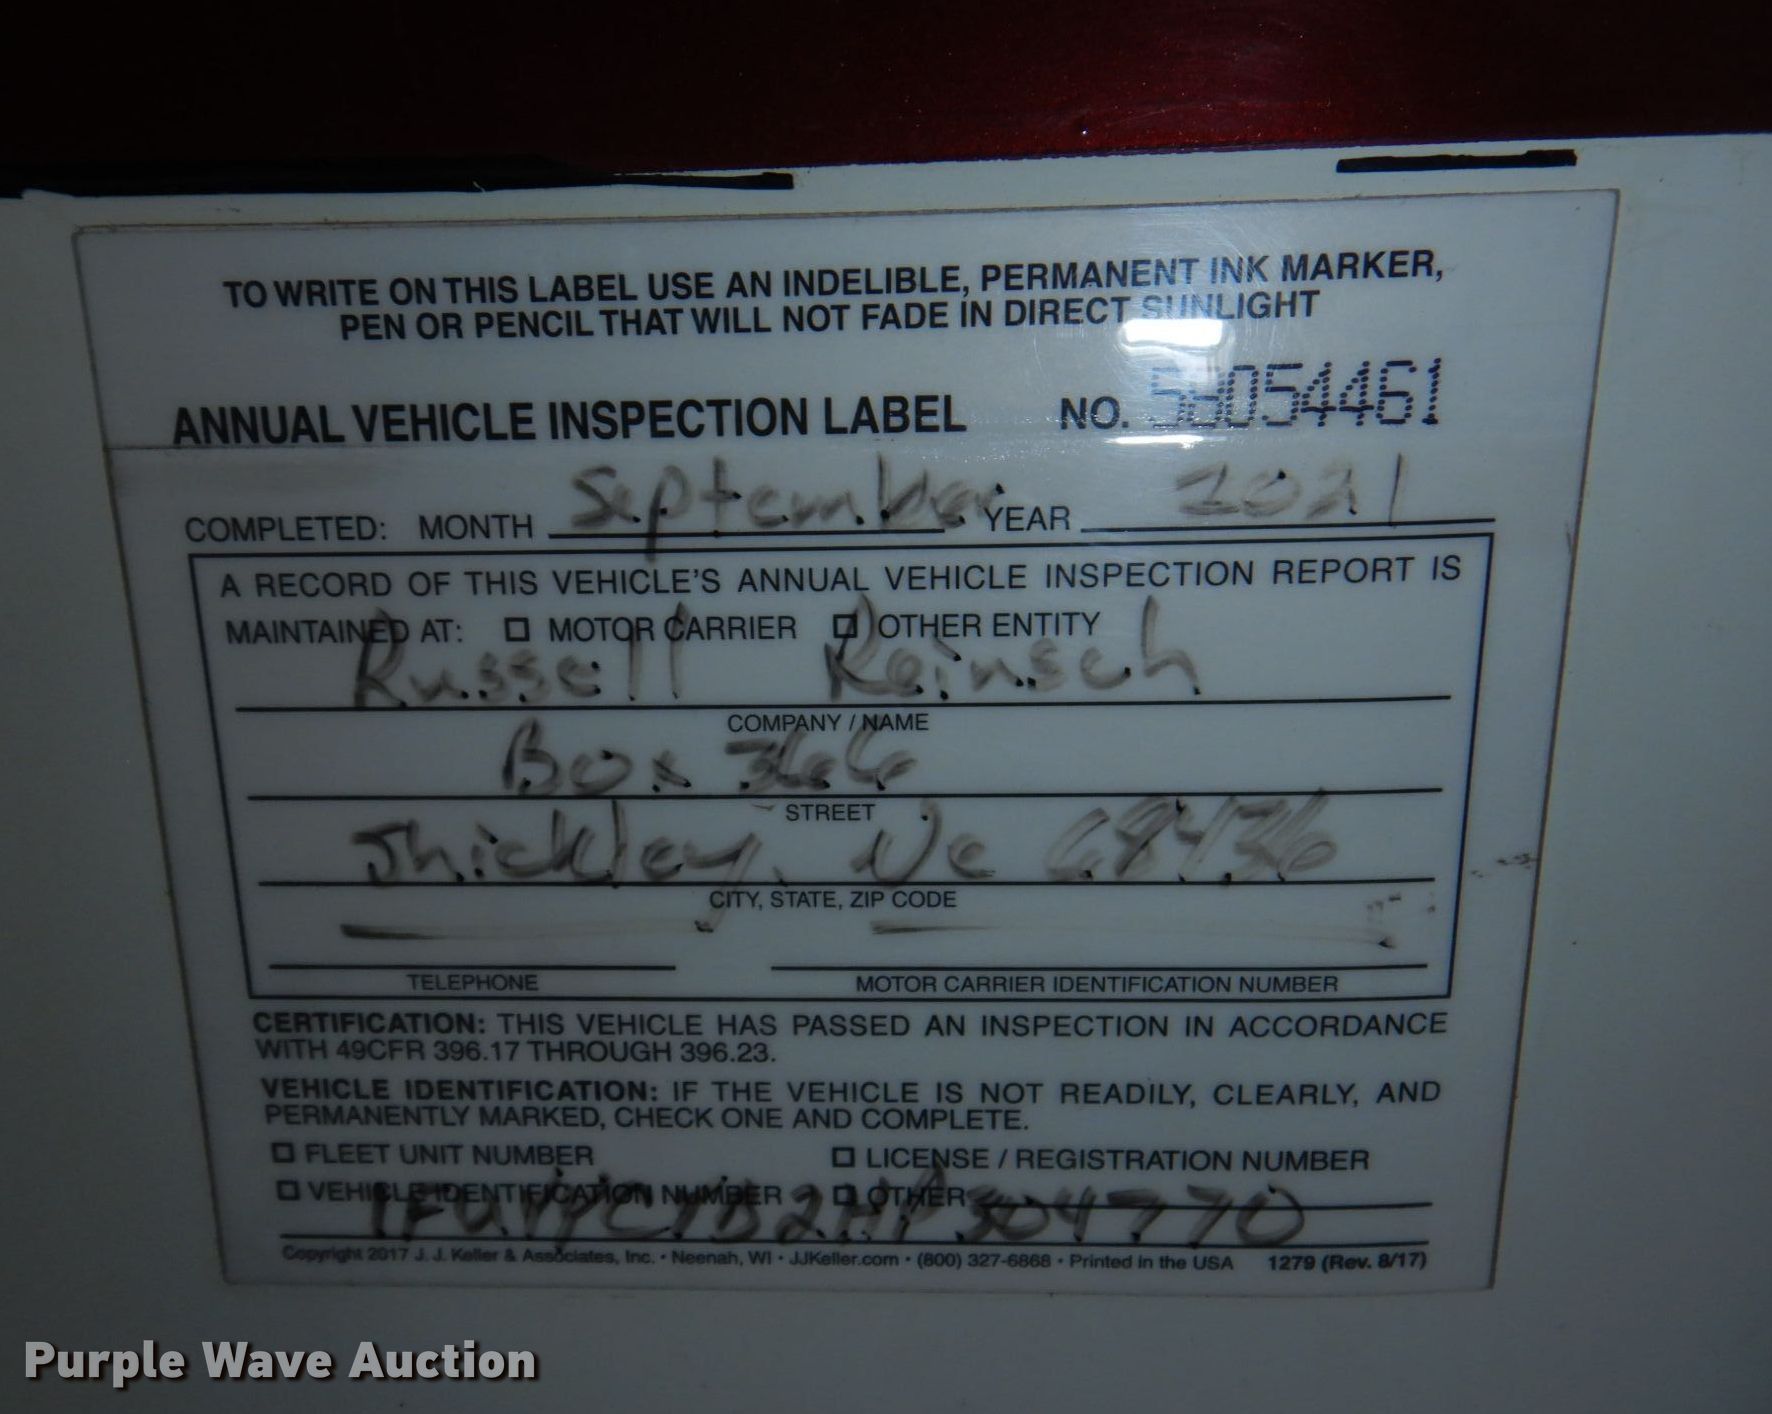 TO WRITE ON THIS LABEL USE AN INDELIBLE, PERMANENT INK MARKER,
PEN OR PENCIL THAT WILL NOT FADE IN DIRECT SUNLIGHT
ANNUAL VEHICLE INSPECTION LABEL NO. 58054461
COMPLETED: MONTH September YEAR 2021
A RECORD OF THIS VEHICLE'S ANNUAL VEHICLE INSPECTION REPORT IS
MAINTAINED AT: MOTOR CARRIER OTHER ENTITY
Russell Reinsch
COMPANY / NAME
Box 366
STREET
Shickley, Ne 68436
CITY, STATE, ZIP CODE
TELEPHONE MOTOR CARRIER IDENTIFICATION NUMBER
CERTIFICATION: THIS VEHICLE HAS PASSED AN INSPECTION IN ACCORDANCE
WITH 49CFR 396.17 THROUGH 396.23.
VEHICLE IDENTIFICATION: IF THE VEHICLE IS NOT READILY, CLEARLY, AND
PERMANENTLY MARKED, CHECK ONE AND COMPLETE.
FLEET UNIT NUMBER LICENSE / REGISTRATION NUMBER
VEHICLE IDENTIFICATION NUMBER OTHER
Copyright 2017 J. J. Keller & Associates, Inc. • Neenah, WI • JJKeller.com • (800) 327-6868 • Printed in the USA 1279 (Rev. 8/17)
Purple Wave Auction